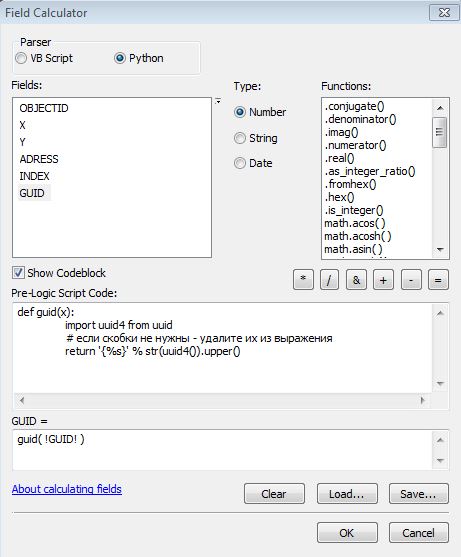 Field Calculator
Parser
VB Script
Python
Fields:
Type:
Functions:
OBJECTID
X
Y
ADRESS
INDEX
GUID
Number
String
Date
.conjugate()
.denominator()
.imag()
.numerator()
.real()
.as_integer_ratio()
.fromhex()
.hex()
.is_integer()
math.acos( )
math.acosh( )
math.asin( )
Show Codeblock
* / & + - =
Pre-Logic Script Code:
def guid(x):
import uuid4 from uuid
# если скобки не нужны - удалите их из выражения
return '{%s}' % str(uuid4()).upper()
GUID =
guid( !GUID! )
About calculating fields
Clear
Load...
Save...
OK
Cancel